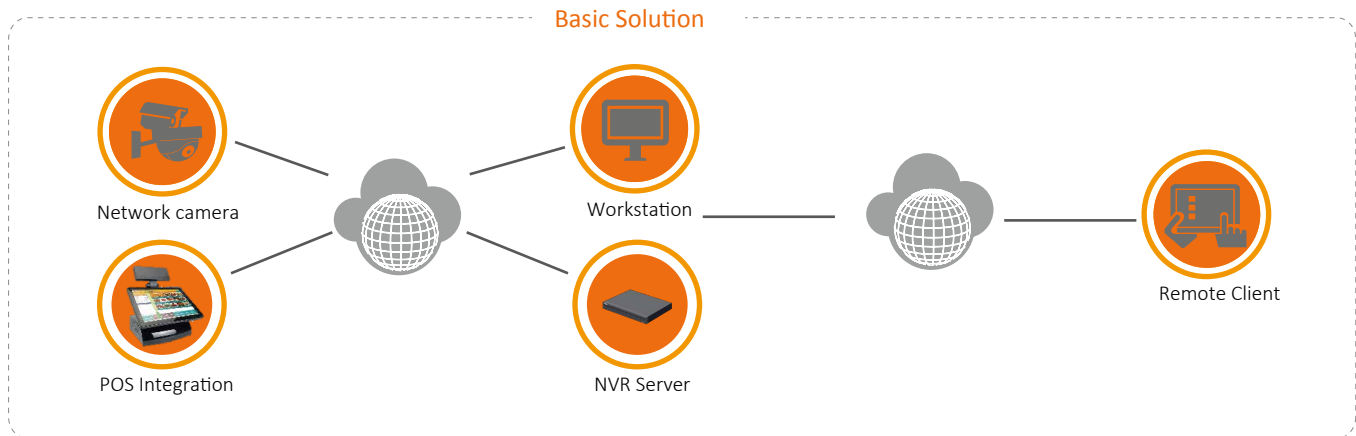 Basic Solution
Network camera
Workstation
POS Integration
NVR Server
Remote Client